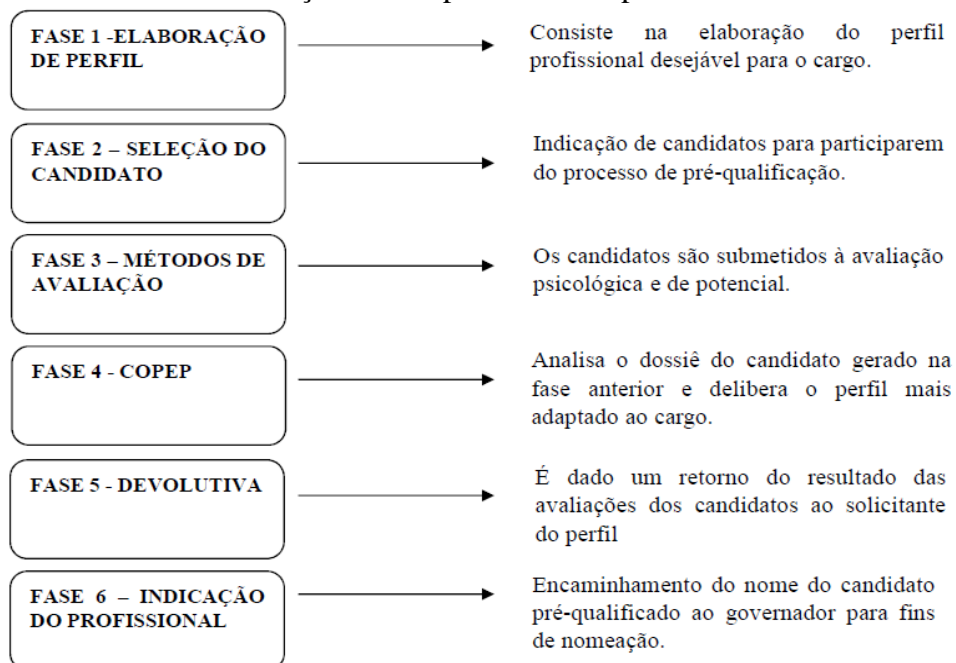 FASE 1 -ELABORAÇÃO
DE PERFIL
Consiste na elaboração do perfil
profissional desejável para o cargo.
FASE 2 – SELEÇÃO DO
CANDIDATO
Indicação de candidatos para participarem
do processo de pré-qualificação.
FASE 3 – MÉTODOS DE
AVALIAÇÃO
Os candidatos são submetidos à avaliação
psicológica e de potencial.
FASE 4 - COPEP
Analisa o dossiê do candidato gerado na
fase anterior e delibera o perfil mais
adaptado ao cargo.
FASE 5 - DEVOLUTIVA
É dado um retorno do resultado das
avaliações dos candidatos ao solicitante
do perfil
FASE 6 – INDICAÇÃO
DO PROFISSIONAL
Encaminhamento do nome do candidato
pré-qualificado ao governador para fins
de nomeação.